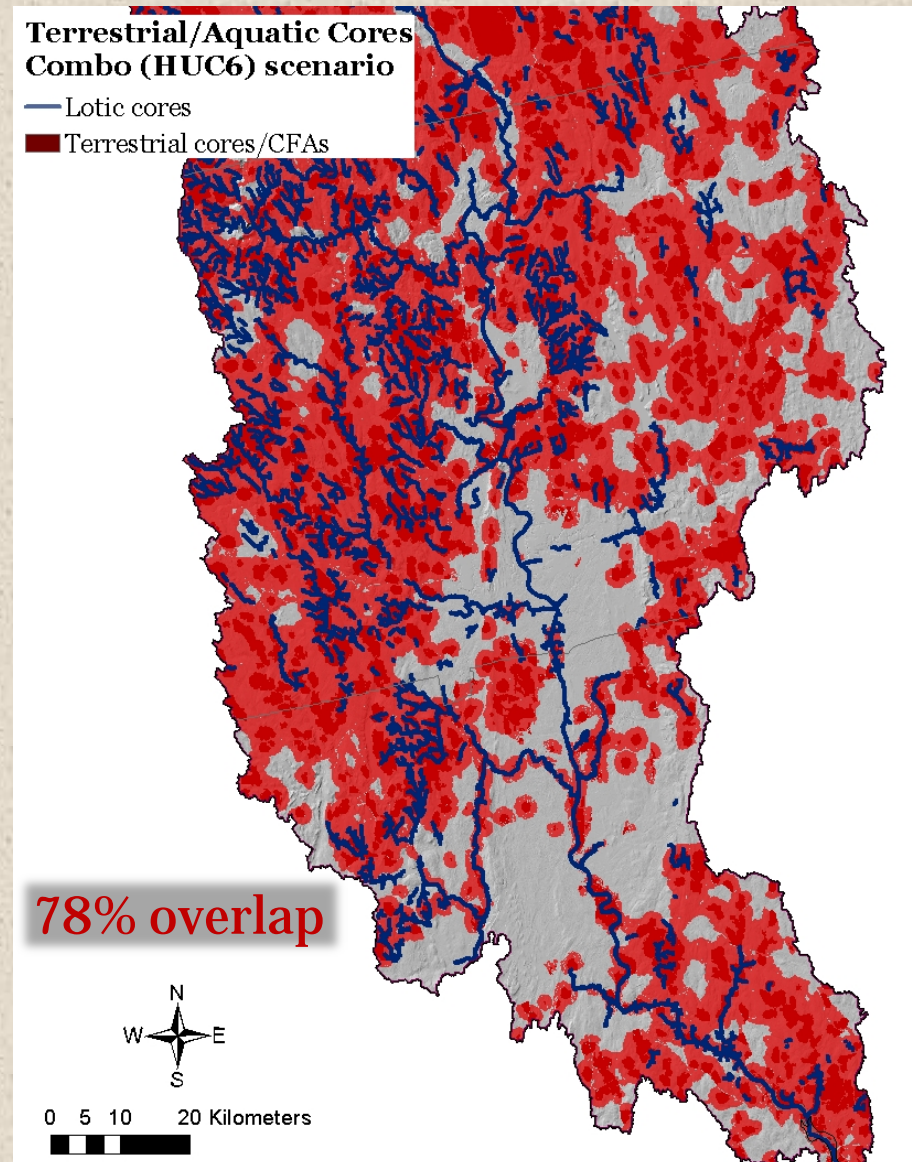 Terrestrial/Aquatic Cores
Combo (HUC6) scenario
Lotic cores
Terrestrial cores/CFAs
78% overlap
N
W E
S
0 5 10 20 Kilometers